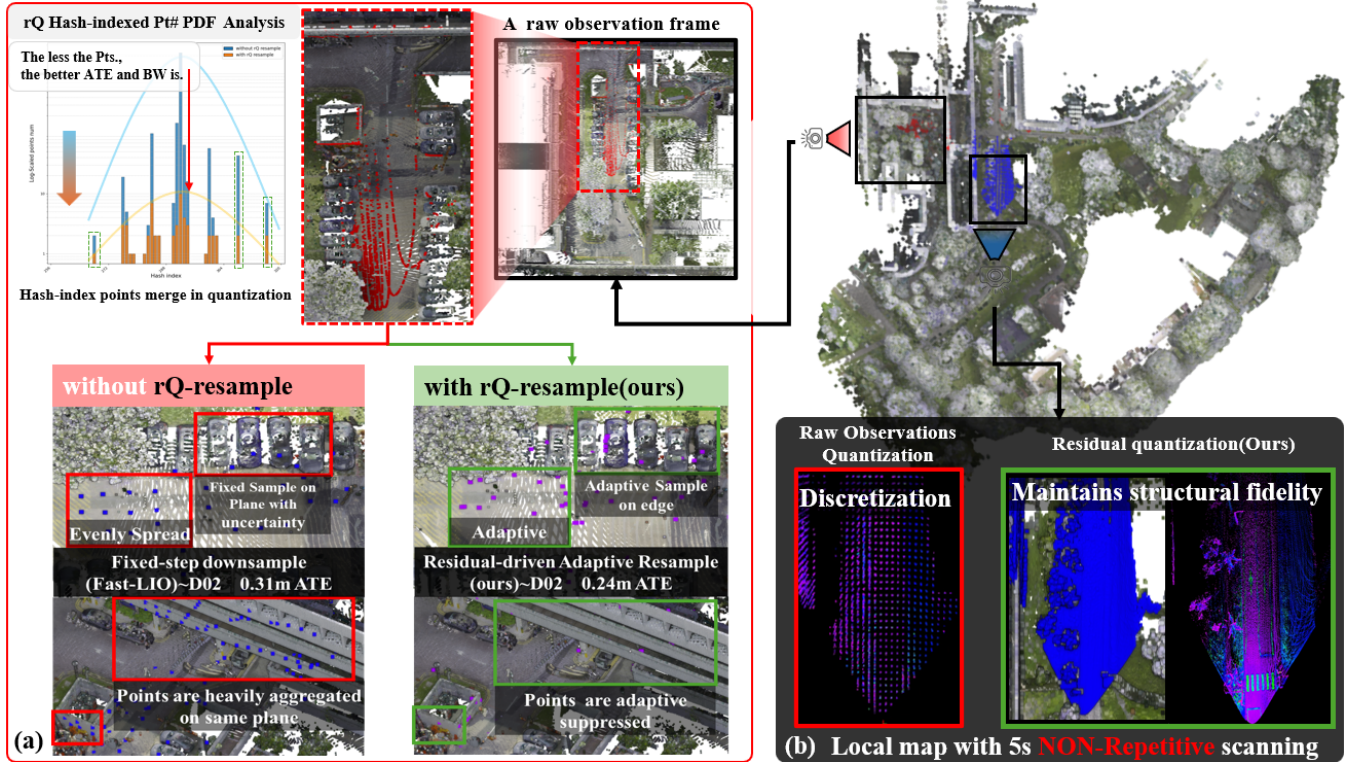 rQ Hash-indexed Pt# PDF Analysis
without rQ resample
with rQ resample
The less the Pts.,
the better ATE and BW is.
Log-Scaled points num
Hash index
Hash-index points merge in quantization
A raw observation frame
without rQ-resample
Fixed Sample on
Plane with
uncertainty
Evenly Spread
Fixed-step downsample
(Fast-LIO)~D02 0.31m ATE
Points are heavily aggregated
on same plane
(a)
with rQ-resample(ours)
Adaptive Sample
on edge
Adaptive
Residual-driven Adaptive Resample
(ours)~D02 0.24m ATE
Points are adaptive
suppressed
Raw Observations
Quantization
Discretization
Residual quantization(Ours)
Maintains structural fidelity
(b) Local map with 5s NON-Repetitive scanning